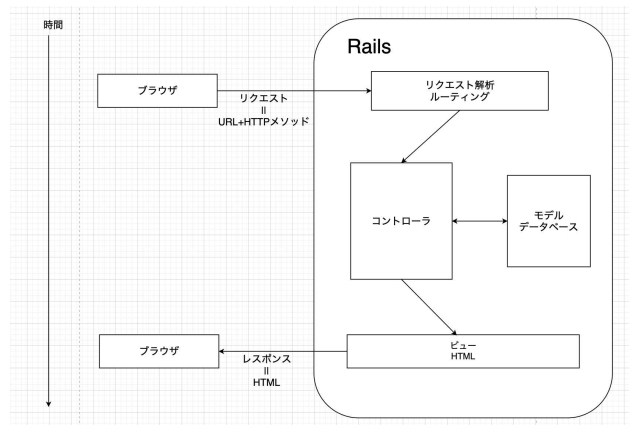 時間
Rails
ブラウザ
リクエスト
||
URL+HTTPメソッド
リクエスト解析
ルーティング
コントローラ
モデル
データベース
ブラウザ
レスポンス
||
HTML
ビュー
HTML